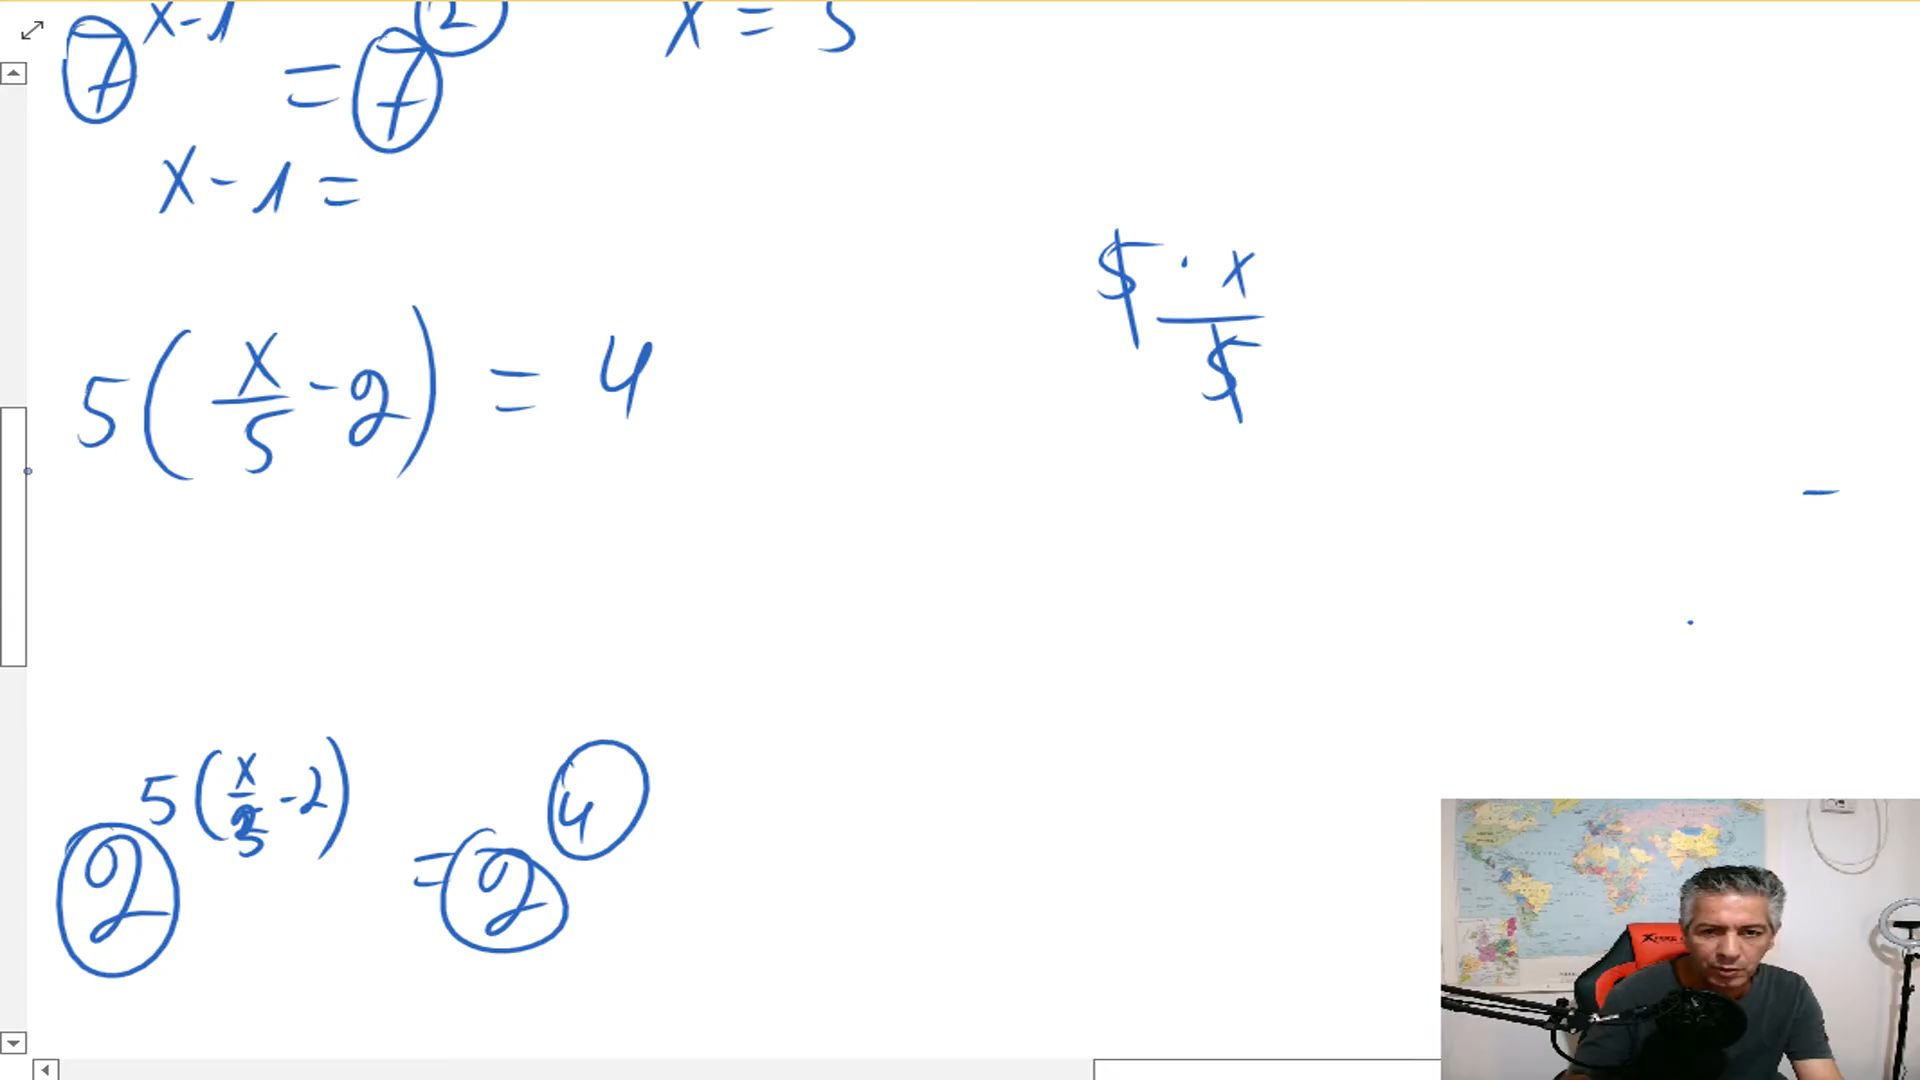 7^(x-1) = 7^2    x = 3
x - 1 =
5 · x / 5
5 ( x/5 - 2 ) = 4
2^(5 ( x/5 - 2 )) = 2^4